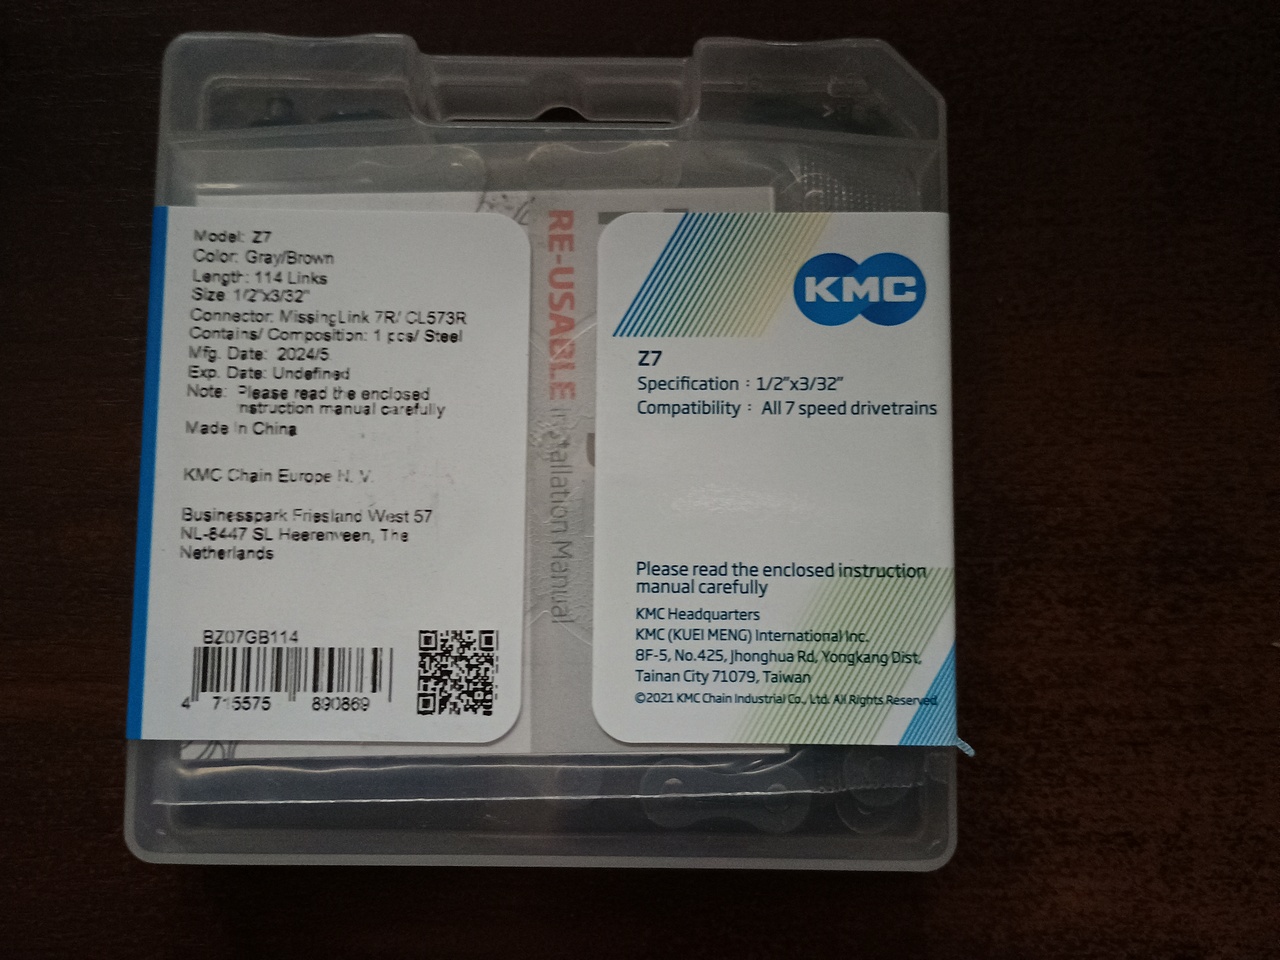 Model: Z7
Color: Gray/Brown
Length: 114 Links
Size: 1/2"x3/32"
Connector: MissingLink 7R/ CL573R
Contains/ Composition: 1 pcs/ Steel
Mfg. Date: 2024/5
Exp. Date: Undefined
Note: Please read the enclosed
instruction manual carefully
Made In China
KMC Chain Europe N. V.
Businesspark Friesland West 57
NL-8447 SL Heerenveen, The
Netherlands
BZ07GB114
4 715575 890869
RE-USABLE Installation Manual
KMC
Z7
Specification : 1/2"x3/32"
Compatibility : All 7 speed drivetrains
Please read the enclosed instruction
manual carefully
KMC Headquarters
KMC (KUEI MENG) International Inc.
8F-5, No.425, Jhonghua Rd, Yongkang Dist,
Tainan City 71079, Taiwan
©2021 KMC Chain Industrial Co., Ltd. All Rights Reserved